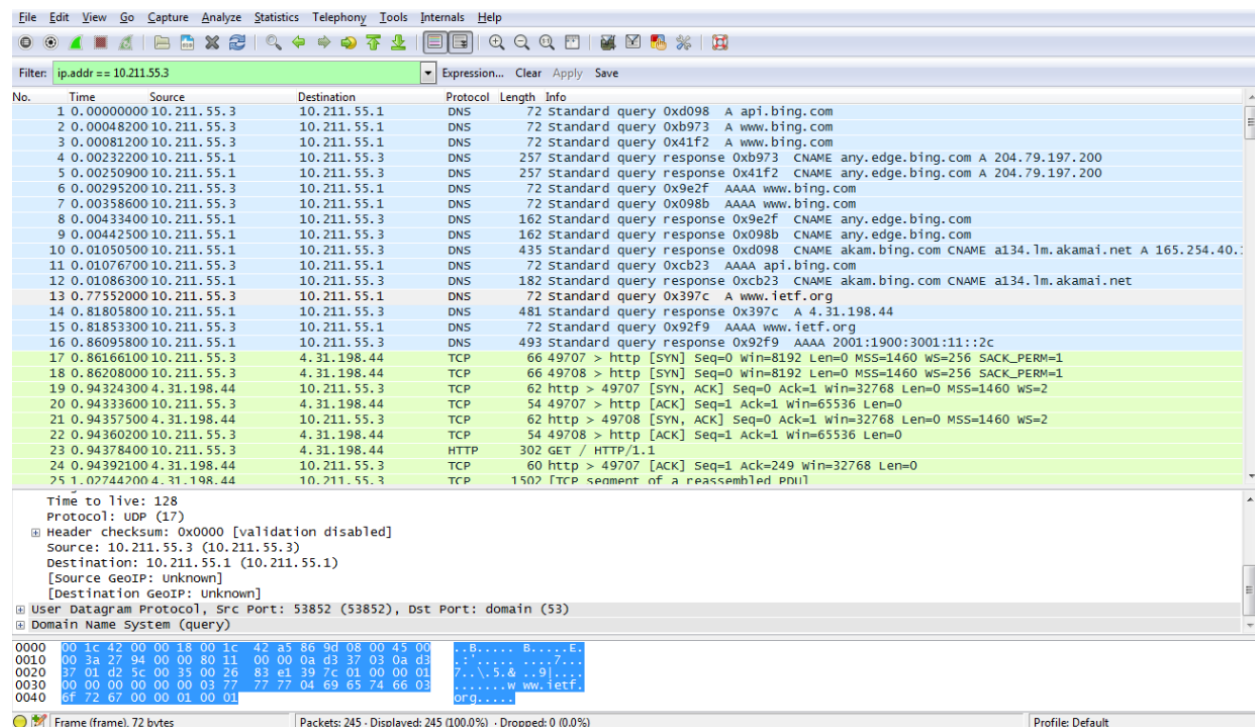 File Edit View Go Capture Analyze Statistics Telephony Tools Internals Help
Filter: ip.addr == 10.211.55.3 Expression... Clear Apply Save
No. Time Source Destination Protocol Length Info
1 0.00000000 10.211.55.3 10.211.55.1 DNS 72 Standard query 0xd098 A api.bing.com
2 0.00048200 10.211.55.3 10.211.55.1 DNS 72 Standard query 0xb973 A www.bing.com
3 0.00081200 10.211.55.3 10.211.55.1 DNS 72 Standard query 0x41f2 A www.bing.com
4 0.00232200 10.211.55.1 10.211.55.3 DNS 257 Standard query response 0xb973 CNAME any.edge.bing.com A 204.79.197.200
5 0.00250900 10.211.55.1 10.211.55.3 DNS 257 Standard query response 0x41f2 CNAME any.edge.bing.com A 204.79.197.200
6 0.00295200 10.211.55.3 10.211.55.1 DNS 72 Standard query 0x9e2f AAAA www.bing.com
7 0.00358600 10.211.55.3 10.211.55.1 DNS 72 Standard query 0x098b AAAA www.bing.com
8 0.00433400 10.211.55.1 10.211.55.3 DNS 162 Standard query response 0x9e2f CNAME any.edge.bing.com
9 0.00442500 10.211.55.1 10.211.55.3 DNS 162 Standard query response 0x098b CNAME any.edge.bing.com
10 0.01050500 10.211.55.1 10.211.55.3 DNS 435 Standard query response 0xd098 CNAME akam.bing.com CNAME a134.lm.akamai.net A 165.254.40.
11 0.01076700 10.211.55.3 10.211.55.1 DNS 72 Standard query 0xcb23 AAAA api.bing.com
12 0.01086300 10.211.55.1 10.211.55.3 DNS 182 Standard query response 0xcb23 CNAME akam.bing.com CNAME a134.lm.akamai.net
13 0.77552000 10.211.55.3 10.211.55.1 DNS 72 Standard query 0x397c A www.ietf.org
14 0.81805800 10.211.55.1 10.211.55.3 DNS 481 Standard query response 0x397c A 4.31.198.44
15 0.81853300 10.211.55.3 10.211.55.1 DNS 72 Standard query 0x92f9 AAAA www.ietf.org
16 0.86095800 10.211.55.1 10.211.55.3 DNS 493 Standard query response 0x92f9 AAAA 2001:1900:3001:11::2c
17 0.86166100 10.211.55.3 4.31.198.44 TCP 66 49707 > http [SYN] Seq=0 Win=8192 Len=0 MSS=1460 WS=256 SACK_PERM=1
18 0.86208000 10.211.55.3 4.31.198.44 TCP 66 49708 > http [SYN] Seq=0 Win=8192 Len=0 MSS=1460 WS=256 SACK_PERM=1
19 0.94324300 4.31.198.44 10.211.55.3 TCP 62 http > 49707 [SYN, ACK] Seq=0 Ack=1 Win=32768 Len=0 MSS=1460 WS=2
20 0.94333600 10.211.55.3 4.31.198.44 TCP 54 49707 > http [ACK] Seq=1 Ack=1 Win=65536 Len=0
21 0.94357500 4.31.198.44 10.211.55.3 TCP 62 http > 49708 [SYN, ACK] Seq=0 Ack=1 Win=32768 Len=0 MSS=1460 WS=2
22 0.94360200 10.211.55.3 4.31.198.44 TCP 54 49708 > http [ACK] Seq=1 Ack=1 Win=65536 Len=0
23 0.94378400 10.211.55.3 4.31.198.44 HTTP 302 GET / HTTP/1.1
24 0.94392100 4.31.198.44 10.211.55.3 TCP 60 http > 49707 [ACK] Seq=1 Ack=249 Win=32768 Len=0
25 1.02744200 4.31.198.44 10.211.55.3 TCP 1502 [TCP segment of a reassembled PDU]
Time to live: 128
Protocol: UDP (17)
Header checksum: 0x0000 [validation disabled]
Source: 10.211.55.3 (10.211.55.3)
Destination: 10.211.55.1 (10.211.55.1)
[Source GeoIP: Unknown]
[Destination GeoIP: Unknown]
User Datagram Protocol, Src Port: 53852 (53852), Dst Port: domain (53)
Domain Name System (query)
0000 00 1c 42 00 00 18 00 1c 42 a5 86 9d 08 00 45 00 ..B..... B.....E.
0010 00 3a 27 94 00 00 80 11 00 00 0a d3 37 03 0a d3 .:'..... ....7...
0020 37 01 d2 5c 00 35 00 26 83 e1 39 7c 01 00 00 01 7..\.5.& ..9|....
0030 00 00 00 00 00 00 03 77 77 77 04 69 65 74 66 03 .......w ww.ietf.
0040 6f 72 67 00 00 01 00 01 org.....
Frame (frame), 72 bytes Packets: 245 · Displayed: 245 (100.0%) · Dropped: 0 (0.0%) Profile: Default